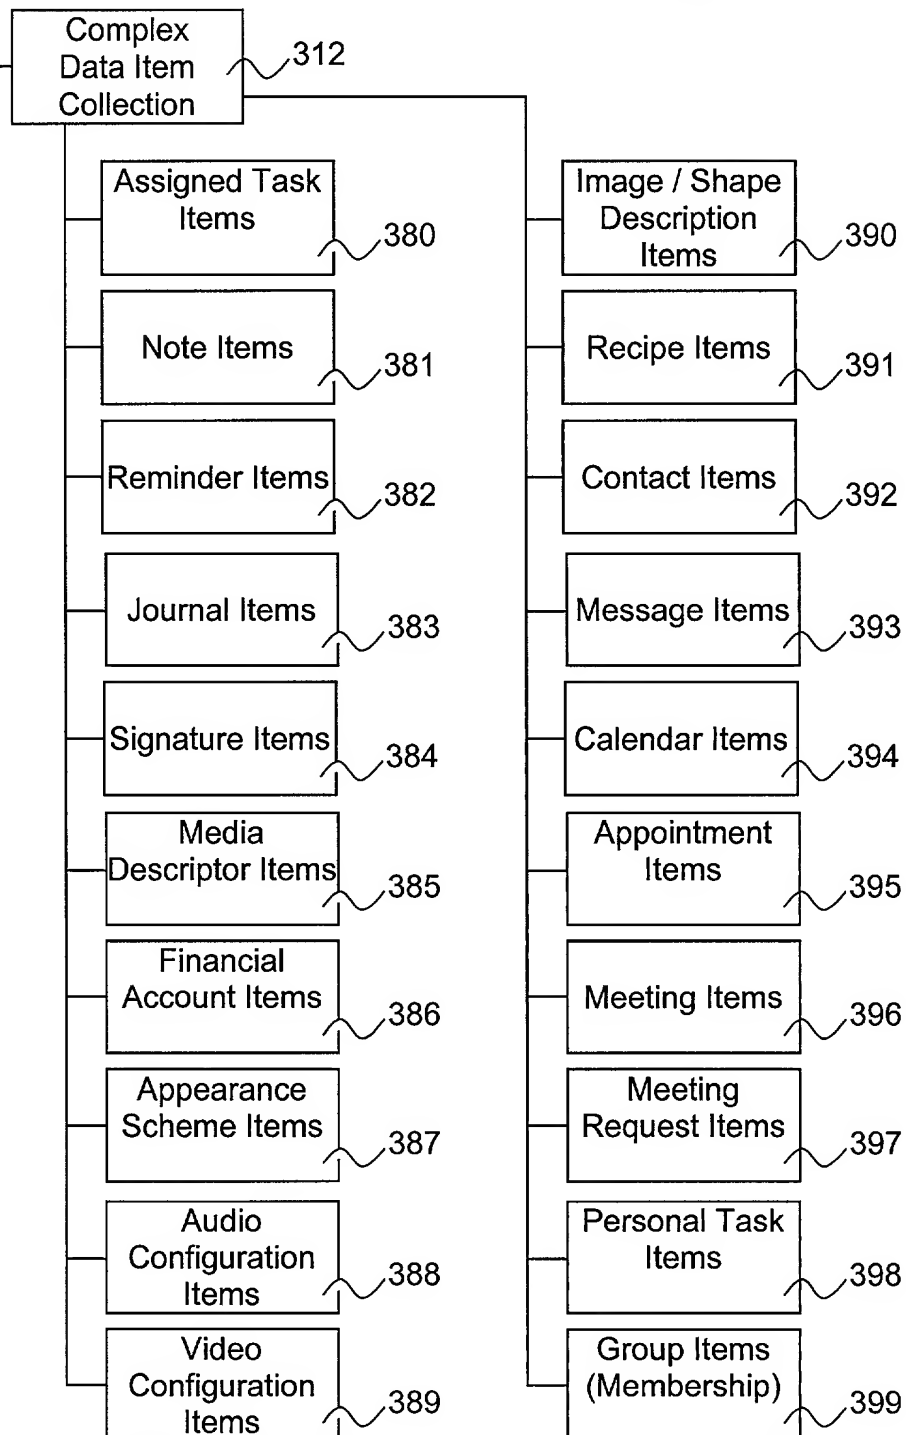 Complex
Data Item
Collection
312
Assigned Task
Items
380
Note Items
381
Reminder Items
382
Journal Items
383
Signature Items
384
Media
Descriptor Items
385
Financial
Account Items
386
Appearance
Scheme Items
387
Audio
Configuration
Items
388
Video
Configuration
Items
389
Image / Shape
Description
Items
390
Recipe Items
391
Contact Items
392
Message Items
393
Calendar Items
394
Appointment
Items
395
Meeting Items
396
Meeting
Request Items
397
Personal Task
Items
398
Group Items
(Membership)
399